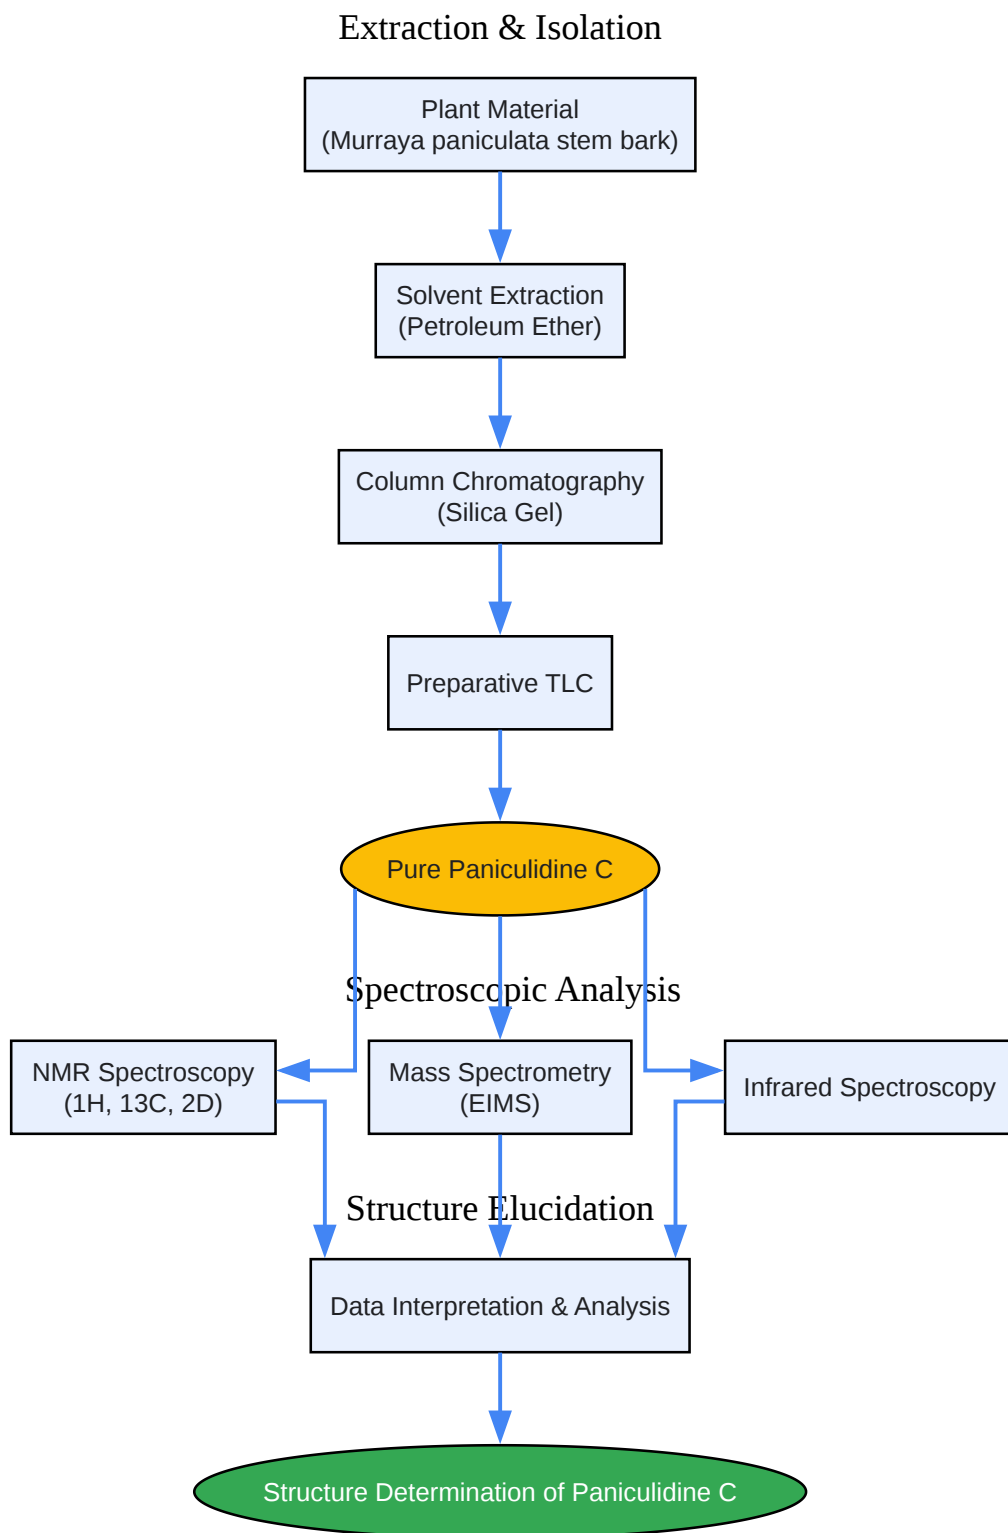 Extraction & Isolation
Plant Material
(Murraya paniculata stem bark)
Solvent Extraction
(Petroleum Ether)
Column Chromatography
(Silica Gel)
Preparative TLC
Pure Paniculidine C
Spectroscopic Analysis
NMR Spectroscopy
(1H, 13C, 2D)
Mass Spectrometry
(EIMS)
Infrared Spectroscopy
Structure Elucidation
Data Interpretation & Analysis
Structure Determination of Paniculidine C